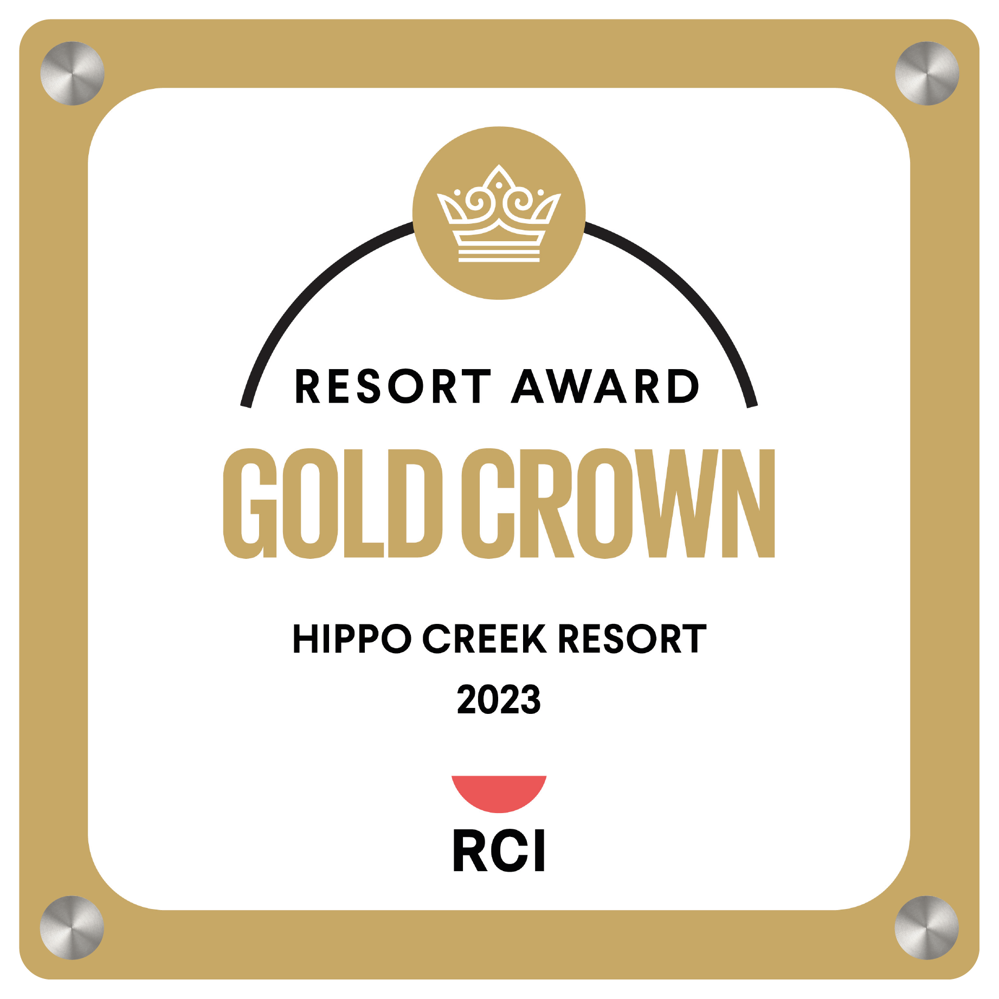 RESORT AWARD
GOLD CROWN
HIPPO CREEK RESORT
2023
RCI